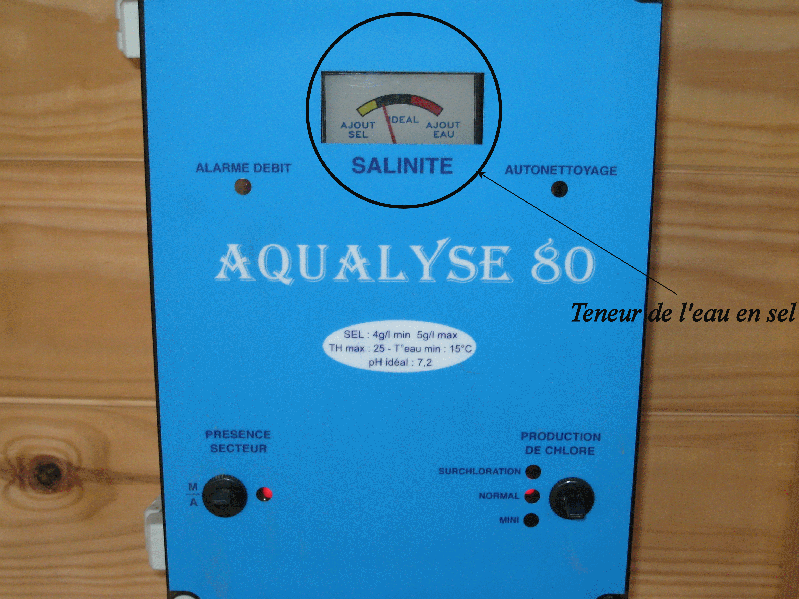 AJOUT
SEL
IDEAL
AJOUT
EAU
SALINITE
ALARME DEBIT
AUTONETTOYAGE
AQUALYSE 80
Teneur de l'eau en sel
SEL : 4g/l min 5g/l max
TH max : 25 - T°eau min : 15°C
pH idéal : 7.2
PRESENCE
SECTEUR
M
A
PRODUCTION
DE CHLORE
SURCHLORATION
NORMAL
MINI